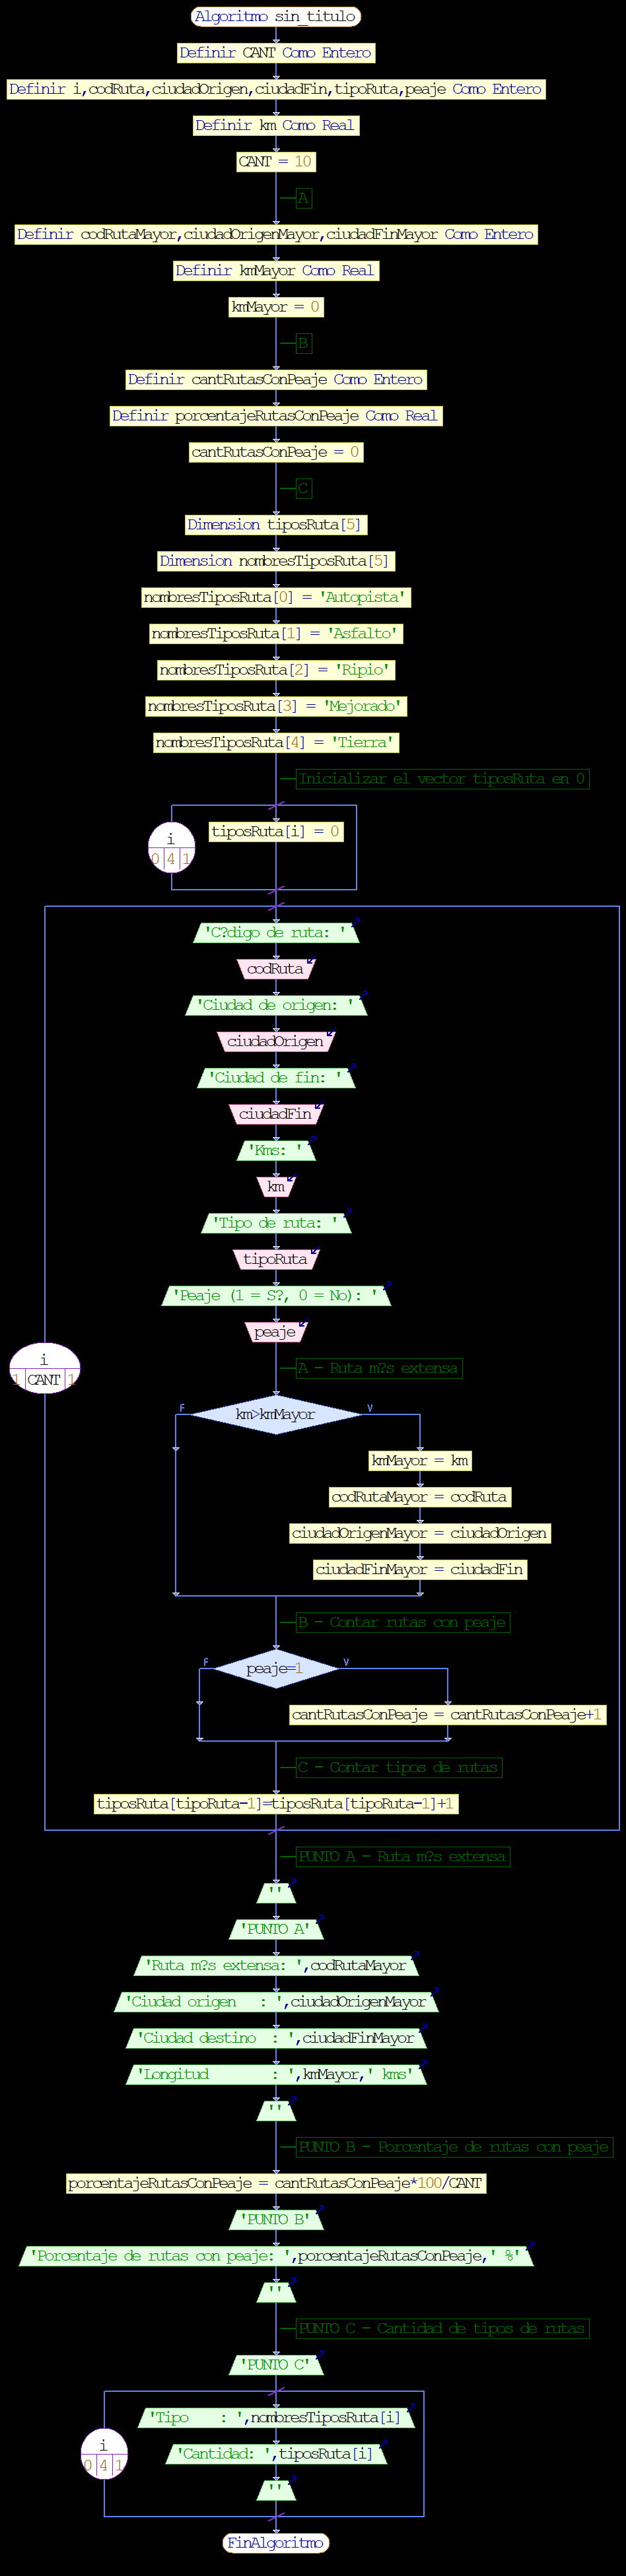 Algoritmo sin_titulo
Definir CANT Como Entero
Definir i,codRuta,ciudadOrigen,ciudadFin,tipoRuta,peaje Como Entero
Definir km Como Real
CANT = 10
A
Definir codRutaMayor,ciudadOrigenMayor,ciudadFinMayor Como Entero
Definir kmMayor Como Real
kmMayor = 0
B
Definir cantRutasConPeaje Como Entero
Definir porcentajeRutasConPeaje Como Real
cantRutasConPeaje = 0
C
Dimension tiposRuta[5]
Dimension nombresTiposRuta[5]
nombresTiposRuta[0] = 'Autopista'
nombresTiposRuta[1] = 'Asfalto'
nombresTiposRuta[2] = 'Ripio'
nombresTiposRuta[3] = 'Mejorado'
nombresTiposRuta[4] = 'Tierra'
Inicializar el vector tiposRuta en 0
i
0 4 1
tiposRuta[i] = 0
'C?digo de ruta: '
codRuta
'Ciudad de origen: '
ciudadOrigen
'Ciudad de fin: '
ciudadFin
'Kms: '
km
'Tipo de ruta: '
tipoRuta
'Peaje (1 = S?, 0 = No): '
peaje
i
1 CANT 1
A - Ruta m?s extensa
F km>kmMayor V
kmMayor = km
codRutaMayor = codRuta
ciudadOrigenMayor = ciudadOrigen
ciudadFinMayor = ciudadFin
B - Contar rutas con peaje
F peaje=1 V
cantRutasConPeaje = cantRutasConPeaje+1
C - Contar tipos de rutas
tiposRuta[tipoRuta-1]=tiposRuta[tipoRuta-1]+1
PUNTO A - Ruta m?s extensa
''
'PUNTO A'
'Ruta m?s extensa: ',codRutaMayor
'Ciudad origen   : ',ciudadOrigenMayor
'Ciudad destino  : ',ciudadFinMayor
'Longitud        : ',kmMayor,' kms'
''
PUNTO B - Porcentaje de rutas con peaje
porcentajeRutasConPeaje = cantRutasConPeaje*100/CANT
'PUNTO B'
'Porcentaje de rutas con peaje: ',porcentajeRutasConPeaje,' %'
''
PUNTO C - Cantidad de tipos de rutas
'PUNTO C'
i
0 4 1
'Tipo    : ',nombresTiposRuta[i]
'Cantidad: ',tiposRuta[i]
''
FinAlgoritmo